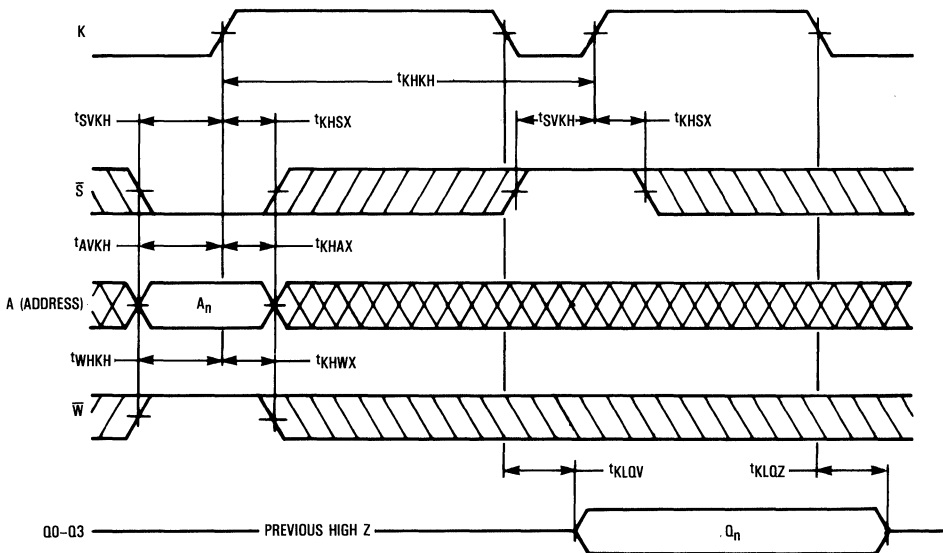 K
tKHKH
tSVKH tKHSX tSVKH tKHSX
S̅
tAVKH tKHAX
A (ADDRESS) An
tWHKH tKHWX
W̅
tKLQV tKLQZ
Q0–Q3 PREVIOUS HIGH Z Qn